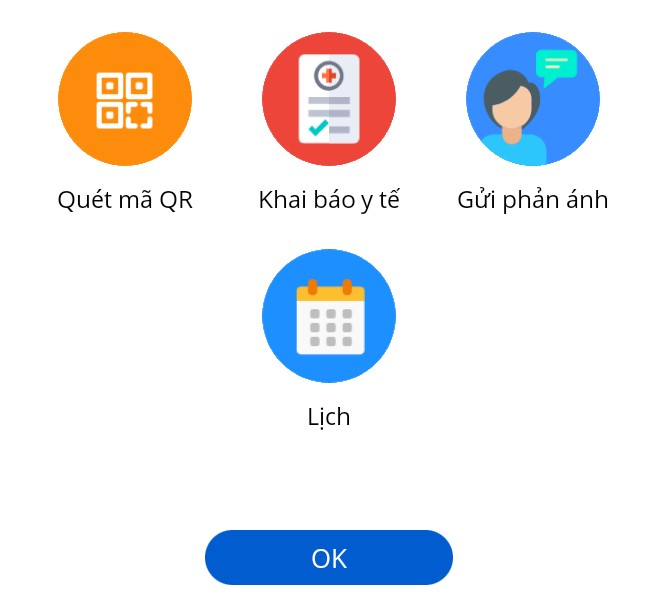 Quét mã QR
Khai báo y tế
Gửi phản ánh
Lịch
OK